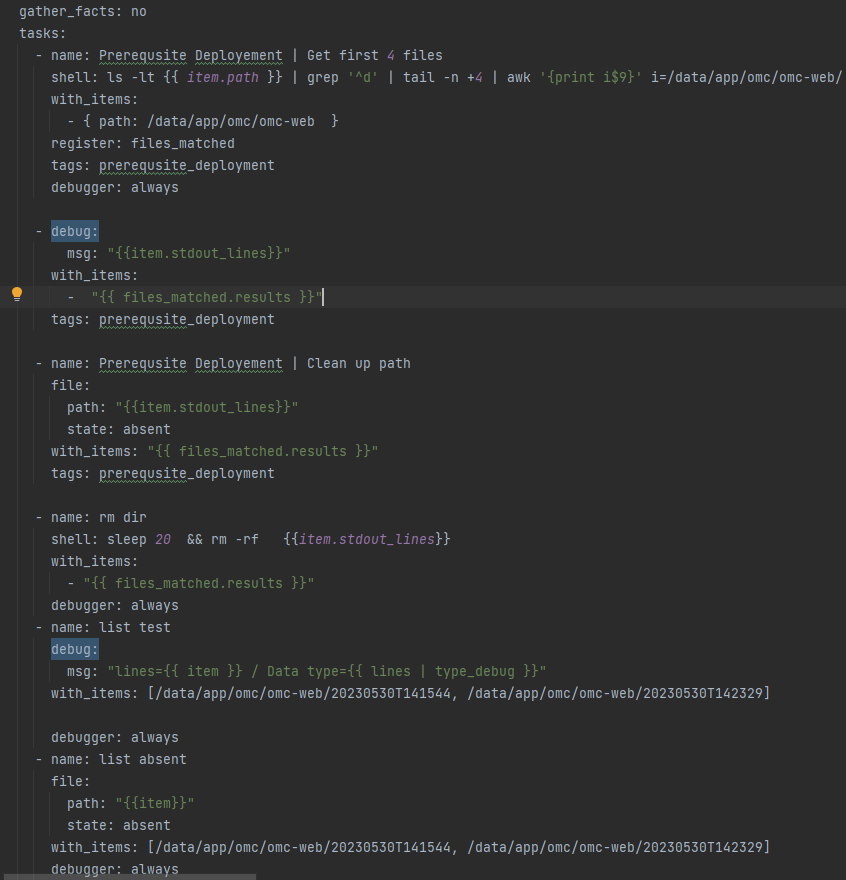 gather_facts: no
tasks:
  - name: Prerequsite Deployement | Get first 4 files
    shell: ls -lt {{ item.path }} | grep '^d' | tail -n +4 | awk '{print i$9}' i=/data/app/omc/omc-web/
    with_items:
      - { path: /data/app/omc/omc-web  }
    register: files_matched
    tags: prerequsite_deployment
    debugger: always
  - debug:
      msg: "{{item.stdout_lines}}"
    with_items:
      -  "{{ files_matched.results }}"
    tags: prerequsite_deployment
  - name: Prerequsite Deployement | Clean up path
    file:
      path: "{{item.stdout_lines}}"
      state: absent
    with_items: "{{ files_matched.results }}"
    tags: prerequsite_deployment
  - name: rm dir
    shell: sleep 20  && rm -rf   {{item.stdout_lines}}
    with_items:
      - "{{ files_matched.results }}"
    debugger: always
  - name: list test
    debug:
      msg: "lines={{ item }} / Data type={{ lines | type_debug }}"
    with_items: [/data/app/omc/omc-web/20230530T141544, /data/app/omc/omc-web/20230530T142329]
    debugger: always
  - name: list absent
    file:
      path: "{{item}}"
      state: absent
    with_items: [/data/app/omc/omc-web/20230530T141544, /data/app/omc/omc-web/20230530T142329]
    debugger: always